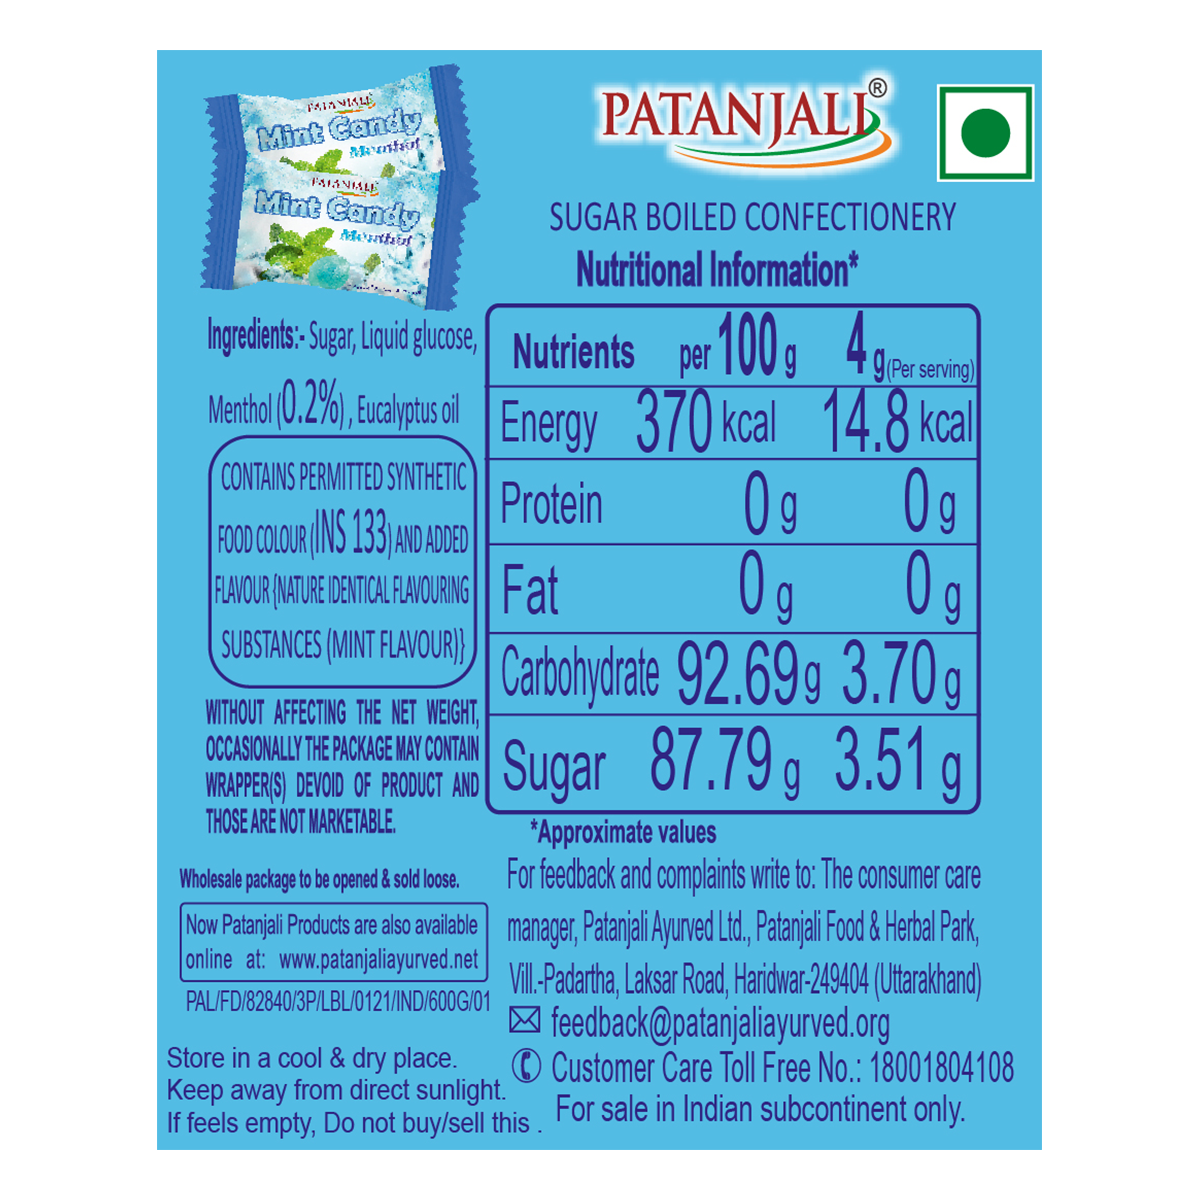 PATANJALI
Mint Candy
Menthol
PATANJALI
Mint Candy
Menthol
PATANJALI®
SUGAR BOILED CONFECTIONERY
Nutritional Information*
Ingredients:- Sugar, Liquid glucose,
Menthol (0.2%) , Eucalyptus oil
CONTAINS PERMITTED SYNTHETIC
FOOD COLOUR (INS 133) AND ADDED
FLAVOUR {NATURE IDENTICAL FLAVOURING
SUBSTANCES (MINT FLAVOUR)}
WITHOUT AFFECTING THE NET WEIGHT,
OCCASIONALLY THE PACKAGE MAY CONTAIN
WRAPPER(S) DEVOID OF PRODUCT AND
THOSE ARE NOT MARKETABLE.
Wholesale package to be opened & sold loose.
Now Patanjali Products are also available
online at: www.patanjaliayurved.net
PAL/FD/82840/3P/LBL/0121/IND/600G/01
Store in a cool & dry place.
Keep away from direct sunlight.
If feels empty, Do not buy/sell this .
Nutrients per 100 g 4 g (Per serving)
Energy 370 kcal 14.8 kcal
Protein 0 g 0 g
Fat 0 g 0 g
Carbohydrate 92.69 g 3.70 g
Sugar 87.79 g 3.51 g
*Approximate values
For feedback and complaints write to: The consumer care
manager, Patanjali Ayurved Ltd., Patanjali Food & Herbal Park,
Vill.-Padartha, Laksar Road, Haridwar-249404 (Uttarakhand)
feedback@patanjaliayurved.org
Customer Care Toll Free No.: 18001804108
For sale in Indian subcontinent only.